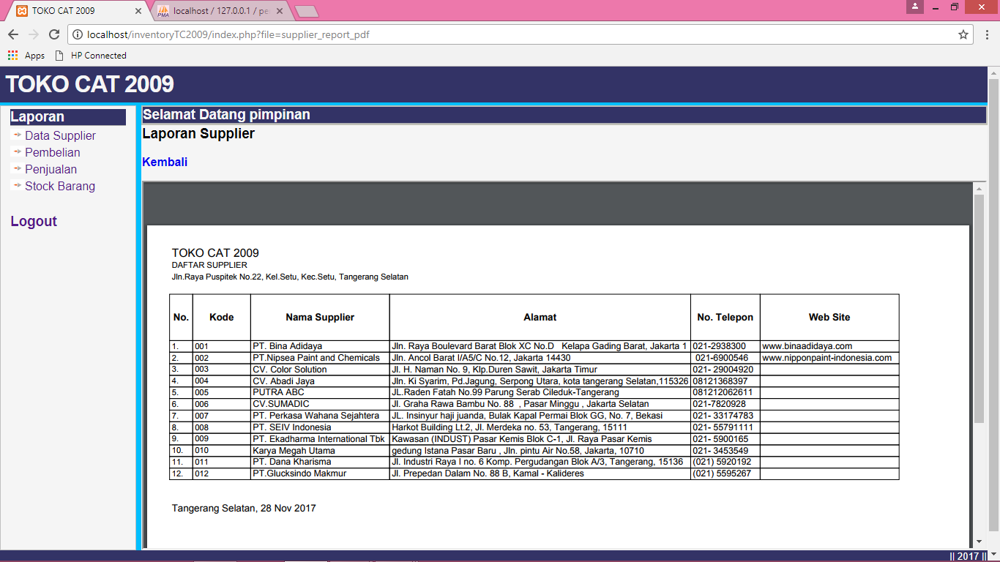 TOKO CAT 2009
localhost / 127.0.0.1 / pe
localhost/inventoryTC2009/index.php?file=supplier_report_pdf
Apps HP Connected
TOKO CAT 2009
Laporan
Data Supplier
Pembelian
Penjualan
Stock Barang
Logout
Selamat Datang pimpinan
Laporan Supplier
Kembali
TOKO CAT 2009
DAFTAR SUPPLIER
Jln.Raya Puspitek No.22, Kel.Setu, Kec.Setu, Tangerang Selatan
No. Kode Nama Supplier Alamat No. Telepon Web Site
1. 001 PT. Bina Adidaya Jln. Raya Boulevard Barat Blok XC No.D Kelapa Gading Barat, Jakarta 1 021-2938300 www.binaadidaya.com
2. 002 PT.Nipsea Paint and Chemicals Jln. Ancol Barat I/A5/C No.12, Jakarta 14430 021-6900546 www.nipponpaint-indonesia.com
3. 003 CV. Color Solution Jl. H. Naman No. 9, Klp.Duren Sawit, Jakarta Timur 021- 29004920
4. 004 CV. Abadi Jaya Jln. Ki Syarim, Pd.Jagung, Serpong Utara, kota tangerang Selatan,115326 08121368397
5. 005 PUTRA ABC JL.Raden Fatah No.99 Parung Serab Cileduk-Tangerang 081212062611
6. 006 CV.SUMADIC Jl. Graha Rawa Bambu No. 88 , Pasar Minggu , Jakarta Selatan 021-7820928
7. 007 PT. Perkasa Wahana Sejahtera JL. Insinyur haji juanda, Bulak Kapal Permai Blok GG, No. 7, Bekasi 021- 33174783
8. 008 PT. SEIV Indonesia Harkot Building Lt.2, Jl. Merdeka no. 53, Tangerang, 15111 021- 55791111
9. 009 PT. Ekadharma International Tbk Kawasan (INDUST) Pasar Kemis Blok C-1, Jl. Raya Pasar Kemis 021- 5900165
10. 010 Karya Megah Utama gedung Istana Pasar Baru , Jln. pintu Air No.58, Jakarta, 10710 021- 3453549
11. 011 PT. Dana Kharisma Jl. Industri Raya I no. 6 Komp. Pergudangan Blok A/3, Tangerang, 15136 (021) 5920192
12. 012 PT.Glucksindo Makmur Jl. Prepedan Dalam No. 88 B, Kamal - Kalideres (021) 5595267
Tangerang Selatan, 28 Nov 2017
|| 2017 ||